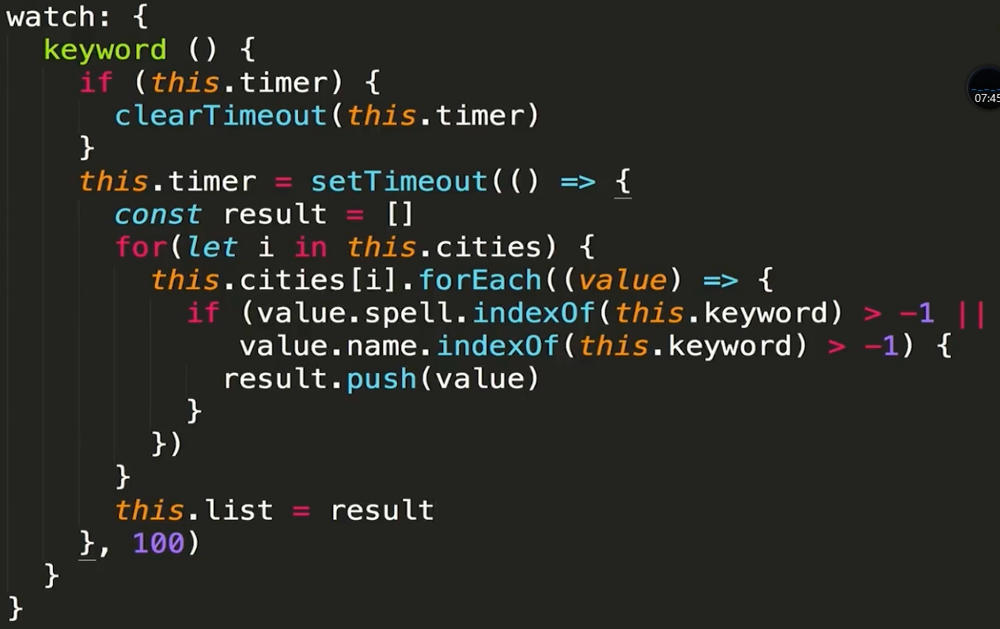 watch: {
  keyword () {
    if (this.timer) {
      clearTimeout(this.timer)
    }
    this.timer = setTimeout(() => {
      const result = []
      for(let i in this.cities) {
        this.cities[i].forEach((value) => {
          if (value.spell.indexOf(this.keyword) > -1 ||
             value.name.indexOf(this.keyword) > -1) {
            result.push(value)
          }
        })
      }
      this.list = result
    }, 100)
  }
}
07:45